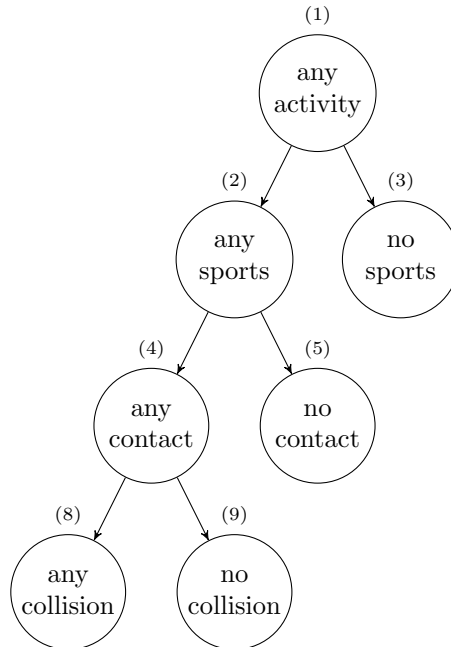 (1)
any
activity
(2)
any
sports
(3)
no
sports
(4)
any
contact
(5)
no
contact
(8)
any
collision
(9)
no
collision